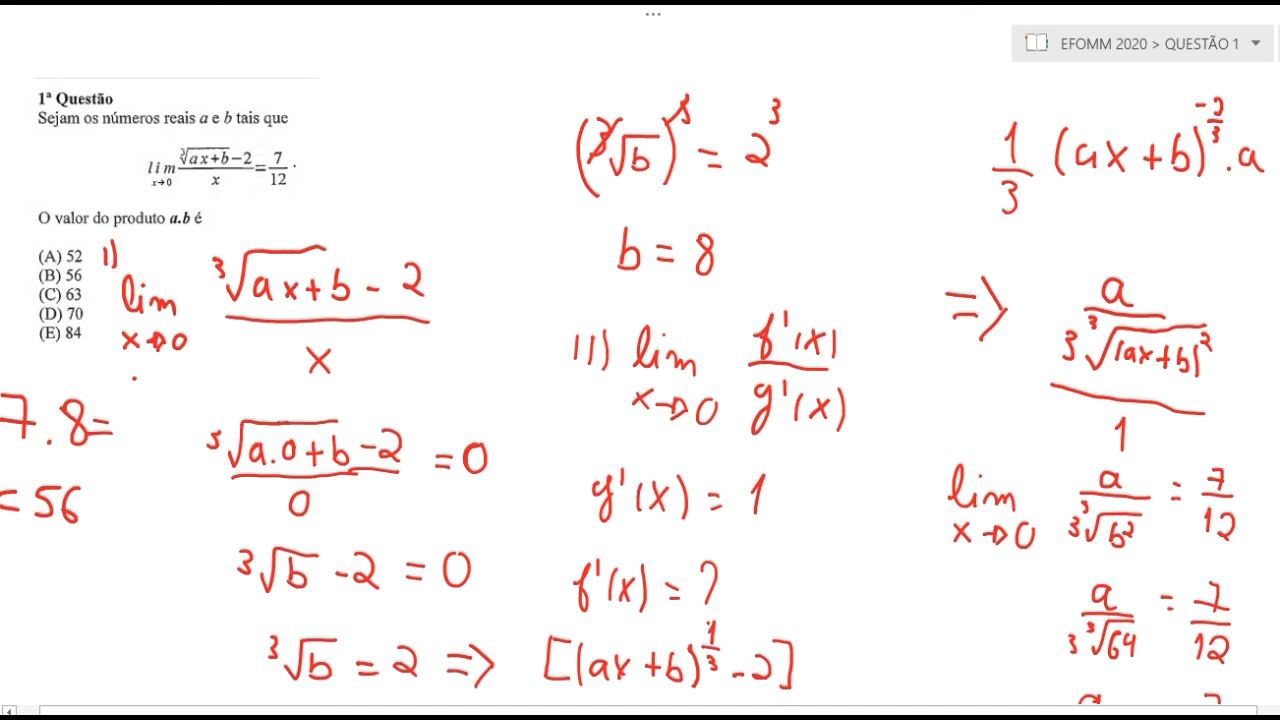 EFOMM 2020 > QUESTÃO 1
1ª Questão
Sejam os números reais a e b tais que
lim x→0 (∛(ax+b) − 2)/x = 7/12 .
O valor do produto a.b é
(A) 52
(B) 56
(C) 63
(D) 70
(E) 84
1) lim x→0 (∛(ax+b) − 2)/x
(∛(a.0+b) − 2)/0 = 0
∛b − 2 = 0
∛b = 2 =>
(∛b)³ = 2³
b = 8
11) lim x→0 f'(x)/g'(x)
g'(x) = 1
f'(x) = ?
[(ax+b)^(1/3) − 2]
1/3 (ax+b)^(−2/3) . a
=> (a/(3∛(ax+b)²))/1
lim x→0 a/(3∛b²) = 7/12
a/(3∛64) = 7/12
7.8=
= 56